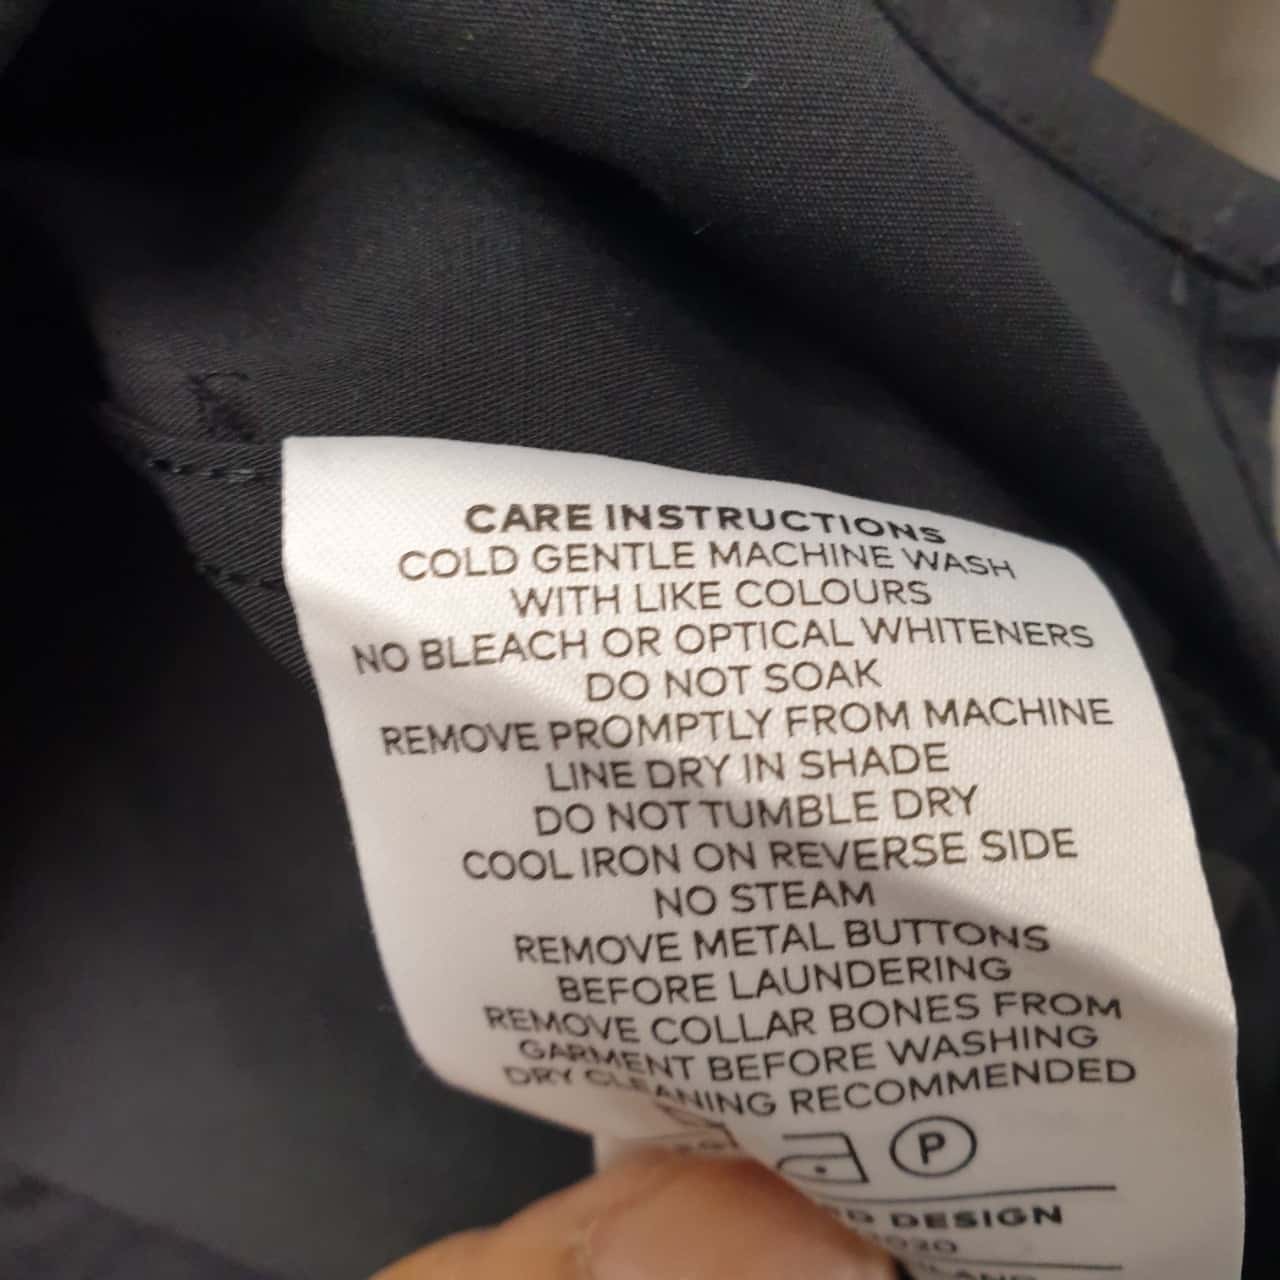 CARE INSTRUCTIONS
COLD GENTLE MACHINE WASH
WITH LIKE COLOURS
NO BLEACH OR OPTICAL WHITENERS
DO NOT SOAK
REMOVE PROMPTLY FROM MACHINE
LINE DRY IN SHADE
DO NOT TUMBLE DRY
COOL IRON ON REVERSE SIDE
NO STEAM
REMOVE METAL BUTTONS
BEFORE LAUNDERING
REMOVE COLLAR BONES FROM
GARMENT BEFORE WASHING
DRY CLEANING RECOMMENDED
P
DESIGN